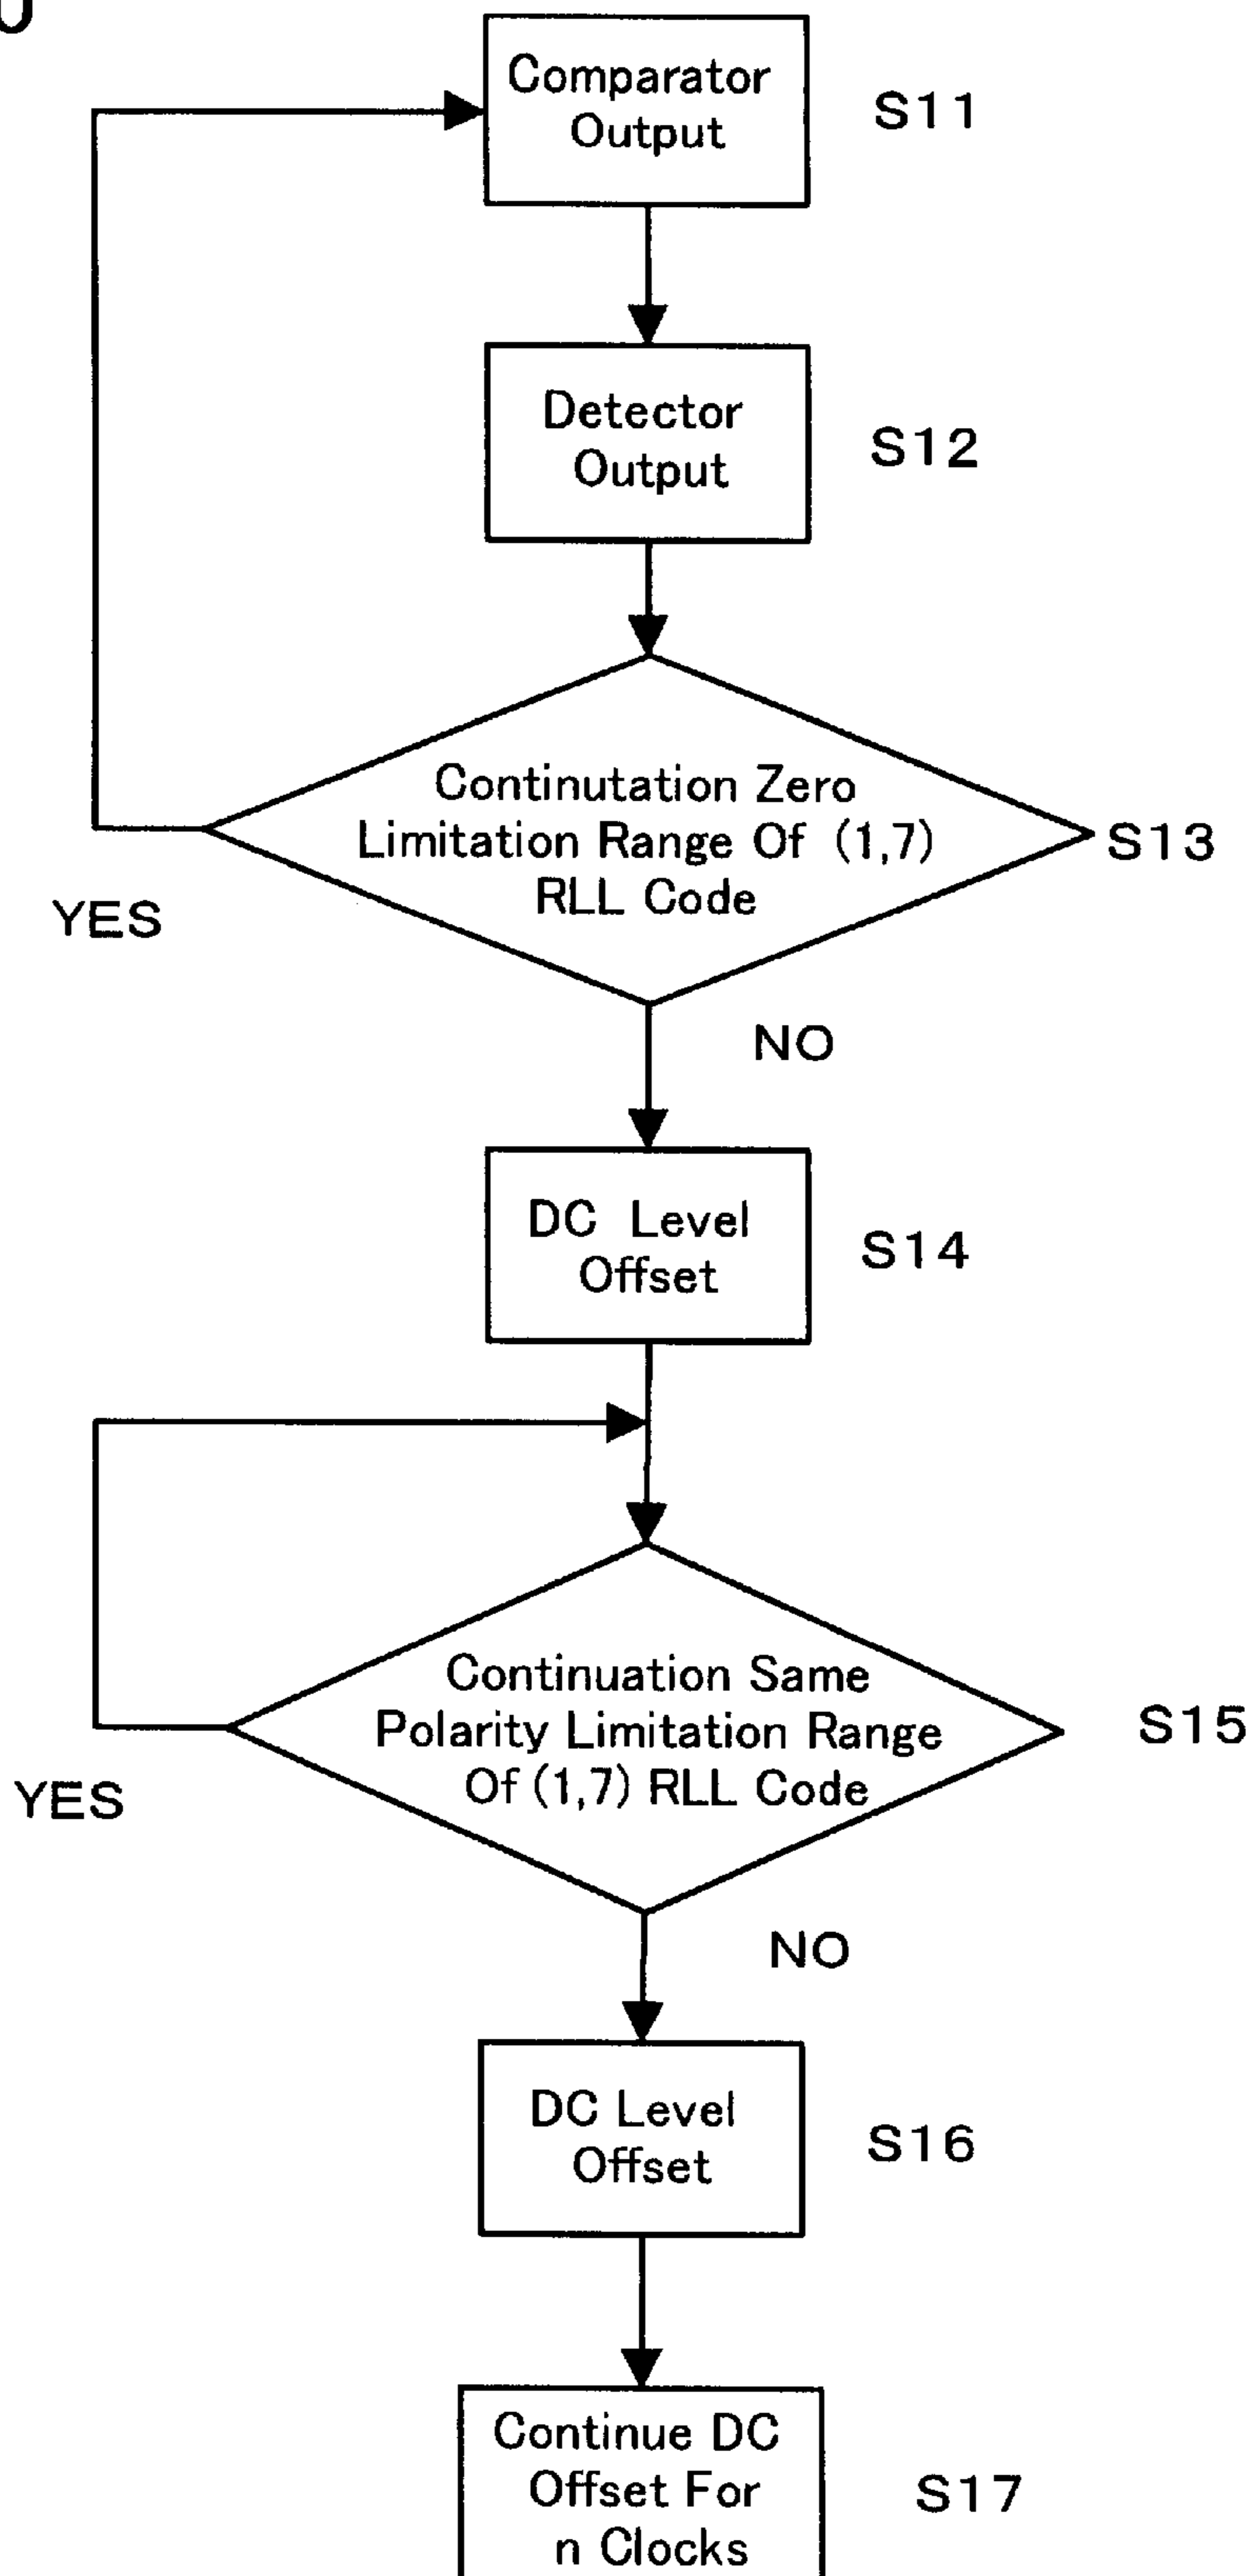 Comparator
Output
S11
Detector
Output
S12
Continutation Zero
Limitation Range Of (1,7)
RLL Code
S13
YES
NO
DC Level
Offset
S14
Continuation Same
Polarity Limitation Range
Of (1,7) RLL Code
S15
YES
NO
DC Level
Offset
S16
Continue DC
Offset For
n Clocks
S17